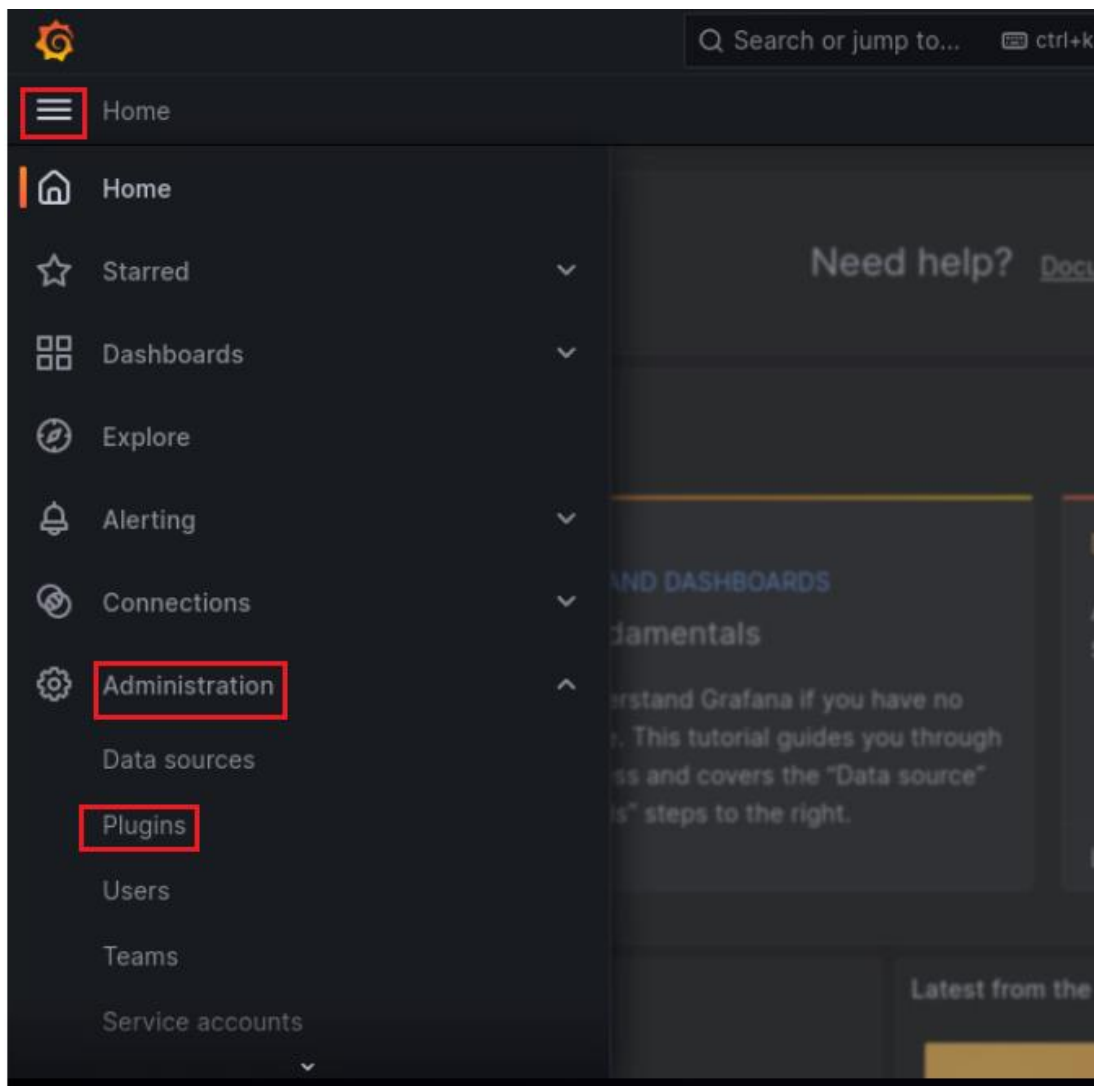 Search or jump to... ctrl+k
Home
Home
Starred
Need help? Docu
Dashboards
Explore
Alerting
AND DASHBOARDS
Connections
damentals
Administration
erstand Grafana if you have no
. This tutorial guides you through
Data sources
ss and covers the "Data source"
s" steps to the right.
Plugins
Users
Teams
Latest from the
Service accounts